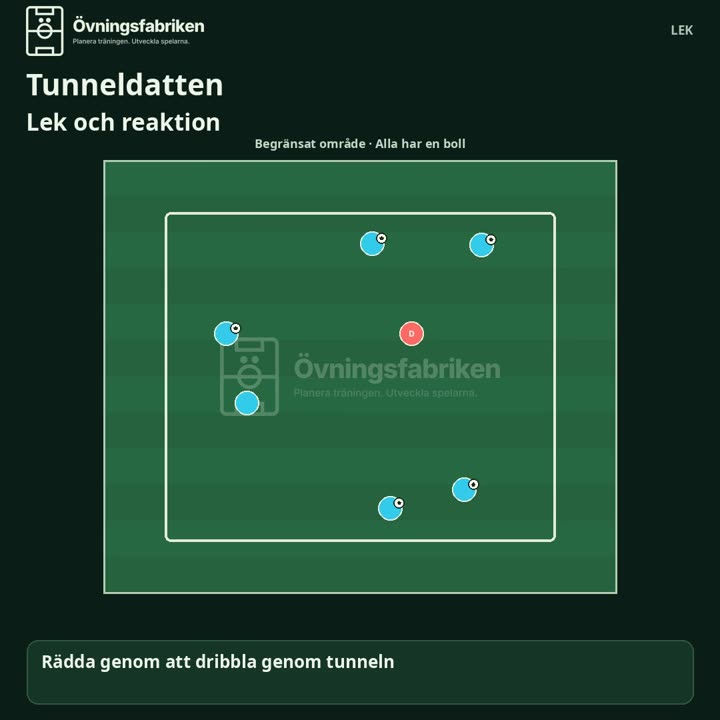 Övningsfabriken
Planera träningen. Utveckla spelarna.
LEK
Tunneldatten
Lek och reaktion
Begränsat område · Alla har en boll
D
Övningsfabriken
Planera träningen. Utveckla spelarna.
Rädda genom att dribbla genom tunneln